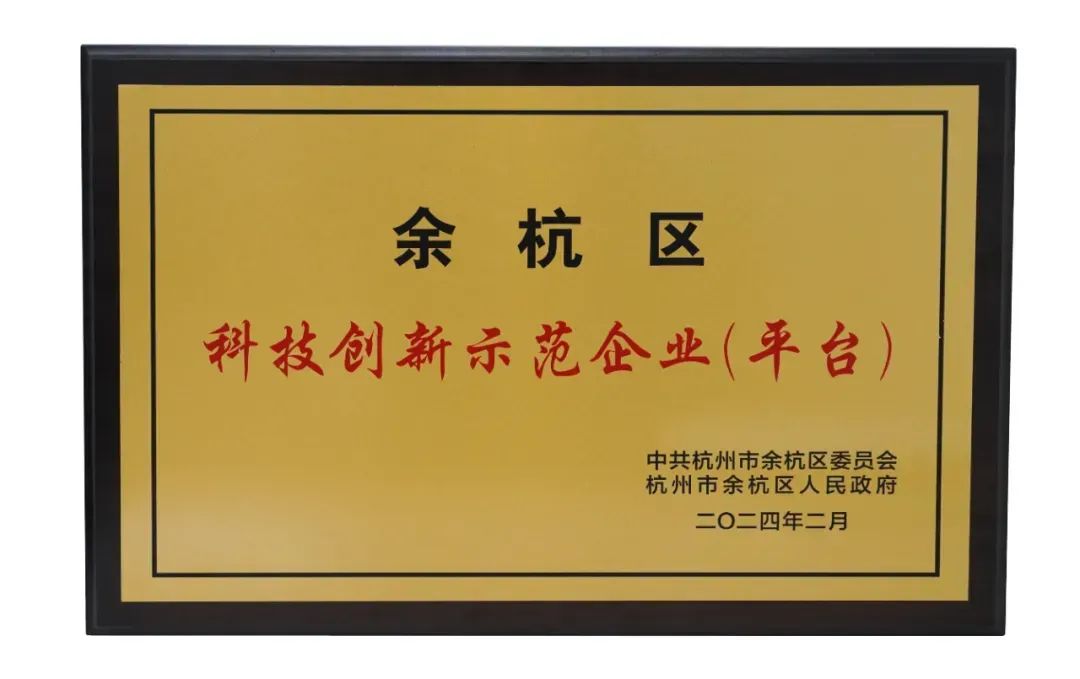 余杭区
科技创新示范企业(平台)
中共杭州市余杭区委员会
杭州市余杭区人民政府
二〇二四年二月